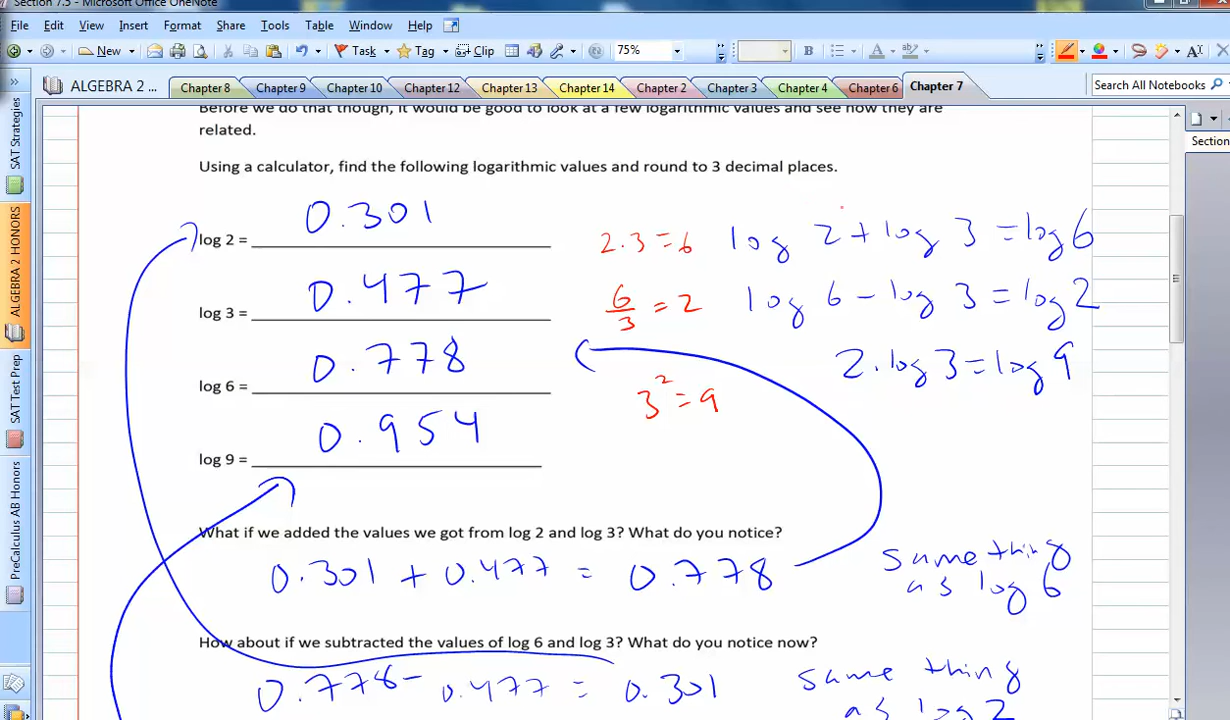 Section 7.5 - Microsoft Office OneNote
File Edit View Insert Format Share Tools Table Window Help
New Task Tag Clip 75% B A A
ALGEBRA 2 ... Chapter 8 Chapter 9 Chapter 10 Chapter 12 Chapter 13 Chapter 14 Chapter 2 Chapter 3 Chapter 4 Chapter 6 Chapter 7 Search All Notebooks
SAT Strategies
ALGEBRA 2 HONORS
SAT Test Prep
PreCalculus AB Honors
Section
Before we do that though, it would be good to look at a few logarithmic values and see how they are
related.
Using a calculator, find the following logarithmic values and round to 3 decimal places.
log 2 = 0.301
log 3 = 0.477
log 6 = 0.778
log 9 = 0.954
2.3=6 log 2 + log 3 = log 6
6/3 = 2 log 6 - log 3 = log 2
2.log 3 = log 9
3² = 9
What if we added the values we got from log 2 and log 3? What do you notice?
0.301 + 0.477 = 0.778
same thing
as log 6
How about if we subtracted the values of log 6 and log 3? What do you notice now?
0.778 - 0.477 = 0.301
same thing
as log 2